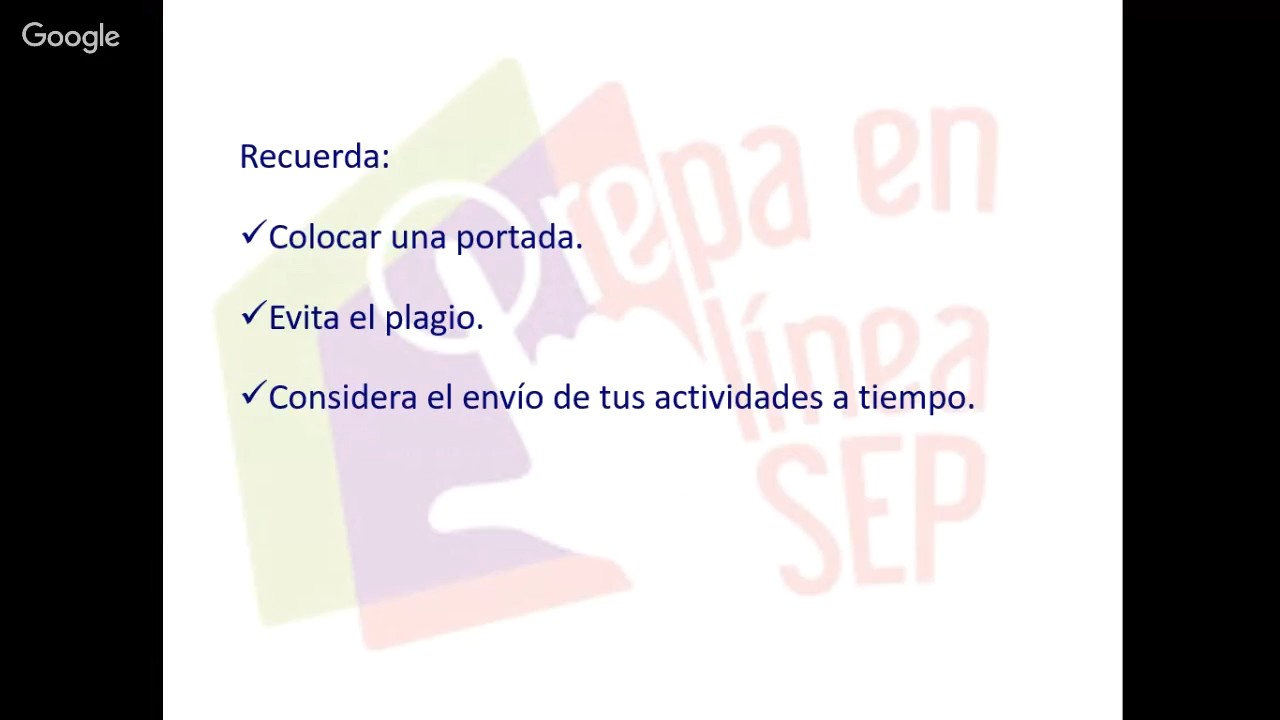 Google
Recuerda:
✓Colocar una portada.
✓Evita el plagio.
✓Considera el envío de tus actividades a tiempo.
Prepa en
línea
SEP